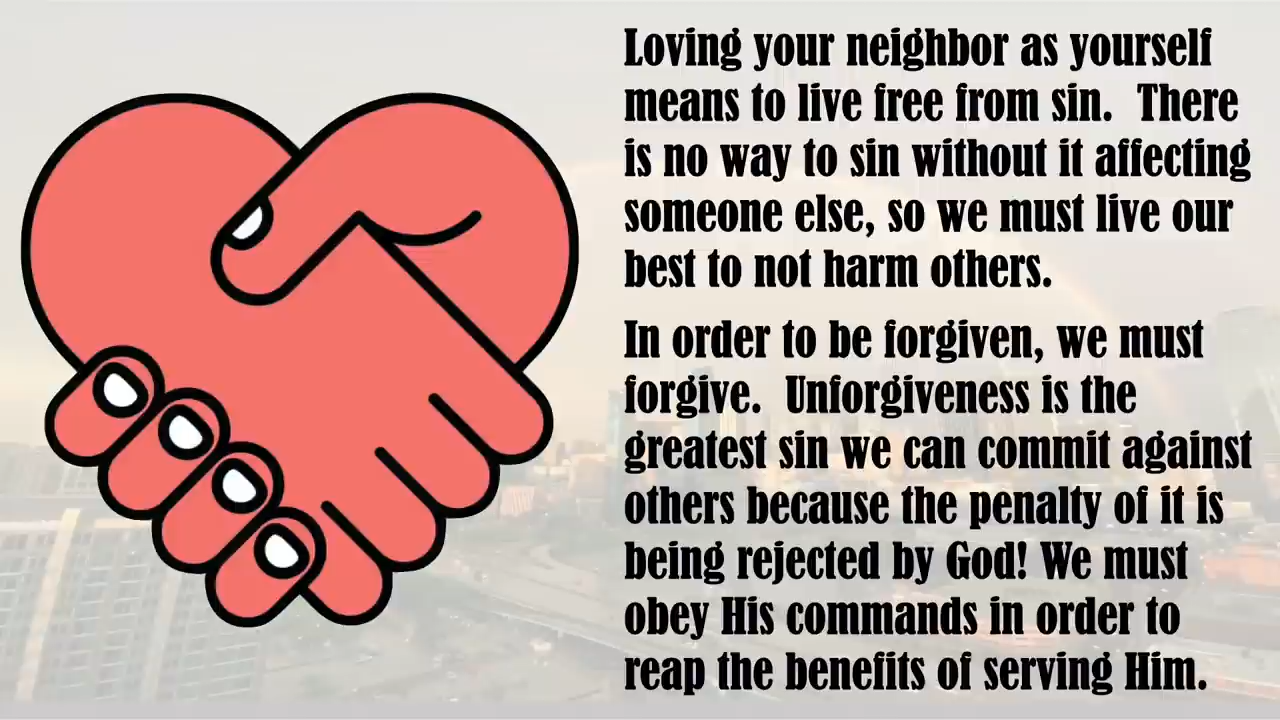 Loving your neighbor as yourself
means to live free from sin.  There
is no way to sin without it affecting
someone else, so we must live our
best to not harm others.
In order to be forgiven, we must
forgive.  Unforgiveness is the
greatest sin we can commit against
others because the penalty of it is
being rejected by God! We must
obey His commands in order to
reap the benefits of serving Him.